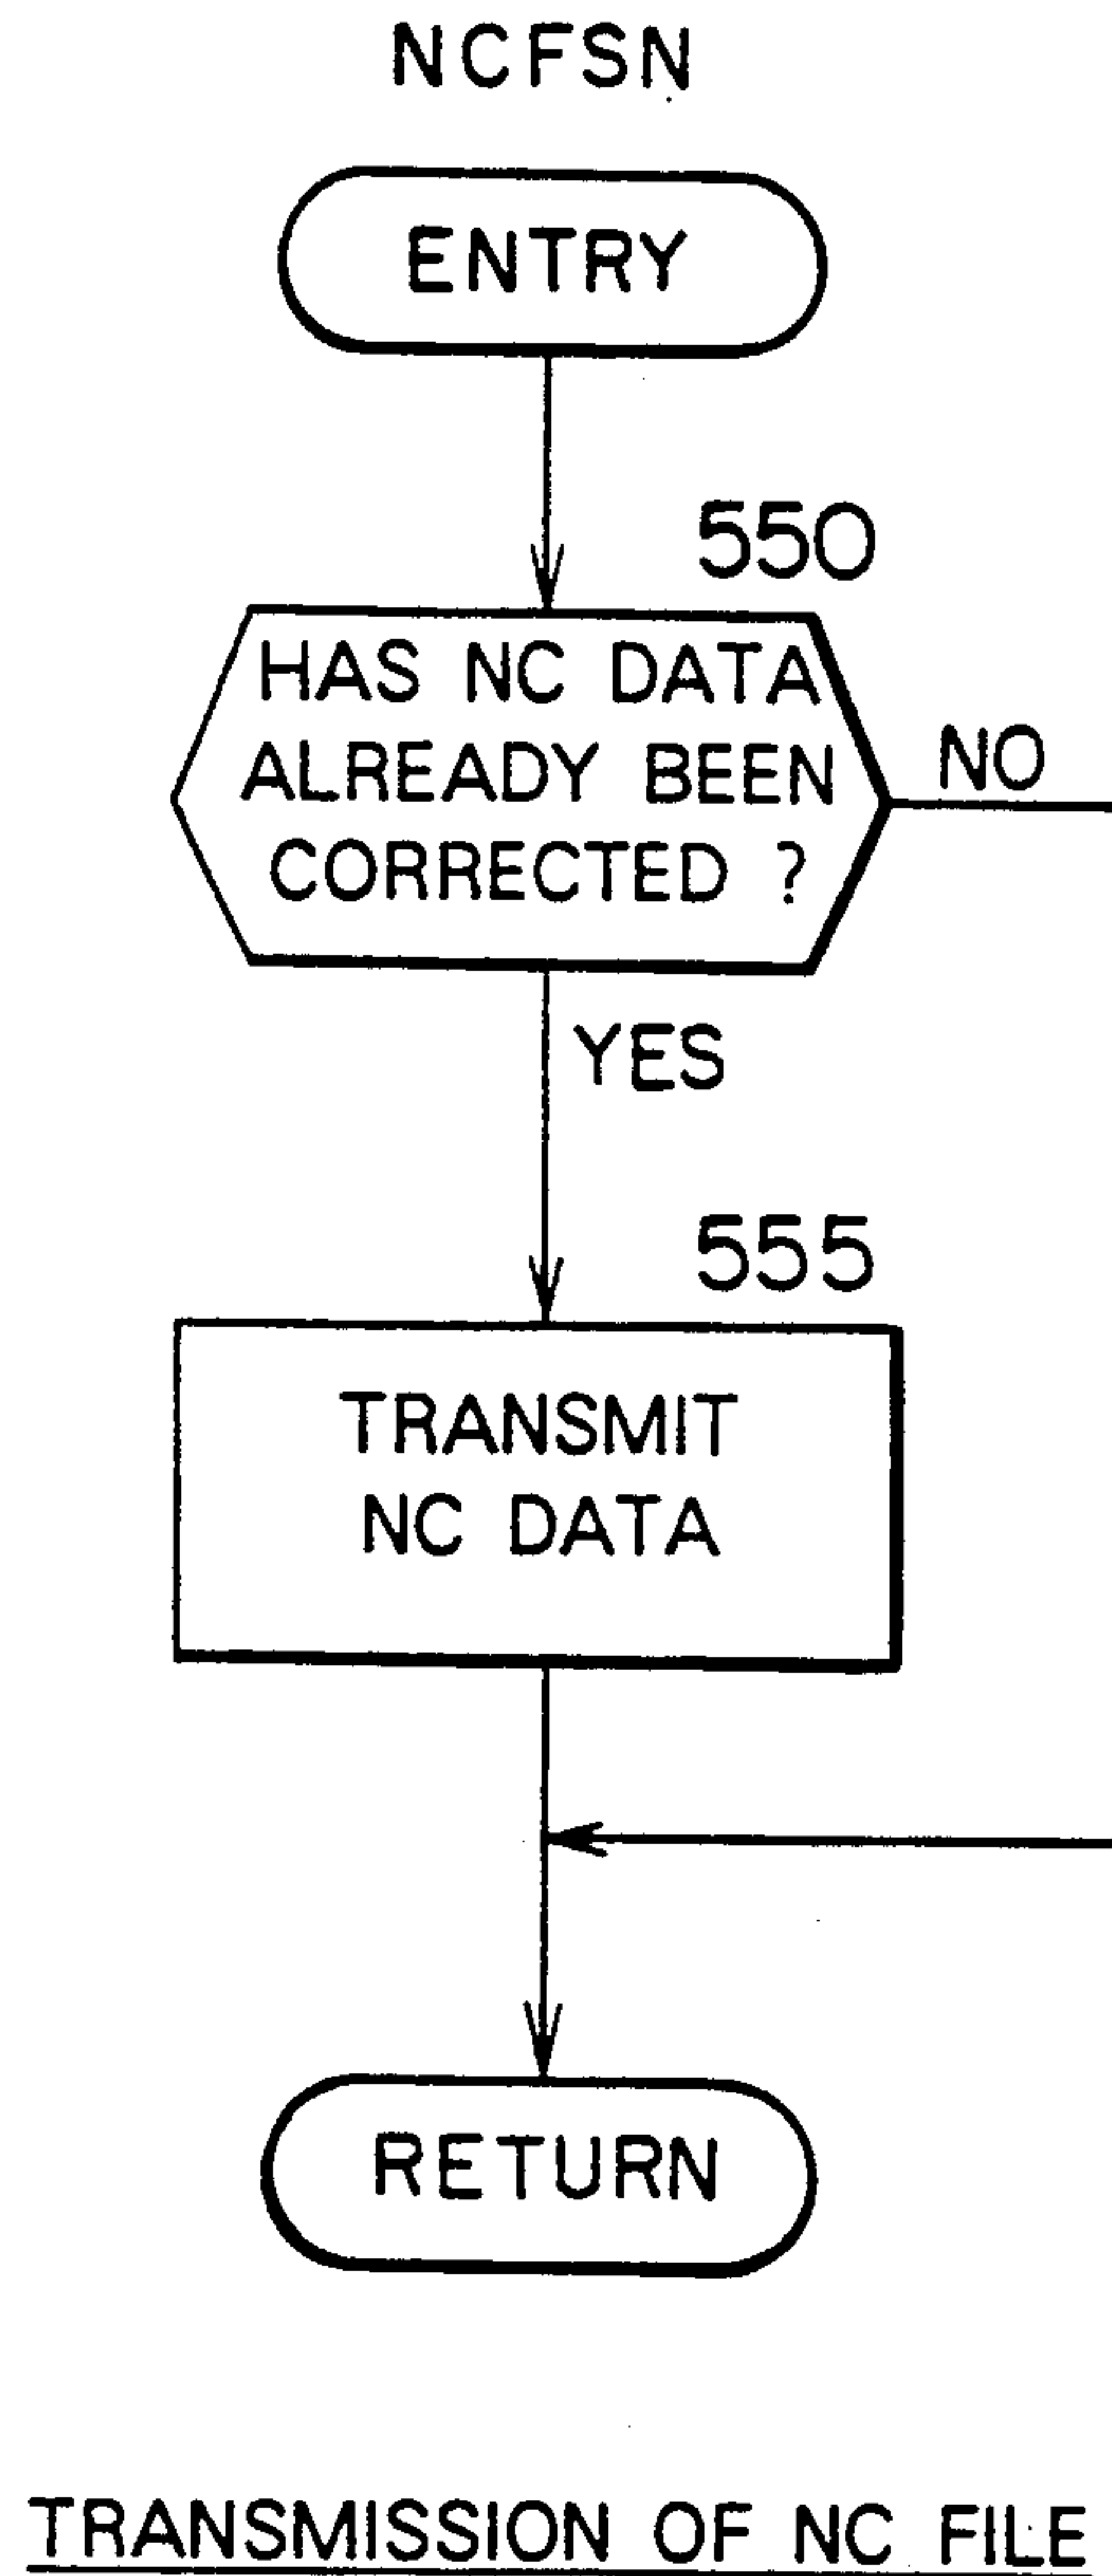 NCFSN
ENTRY
550
HAS NC DATA
ALREADY BEEN
CORRECTED ?
NO
YES
555
TRANSMIT
NC DATA
RETURN
TRANSMISSION OF NC FILE